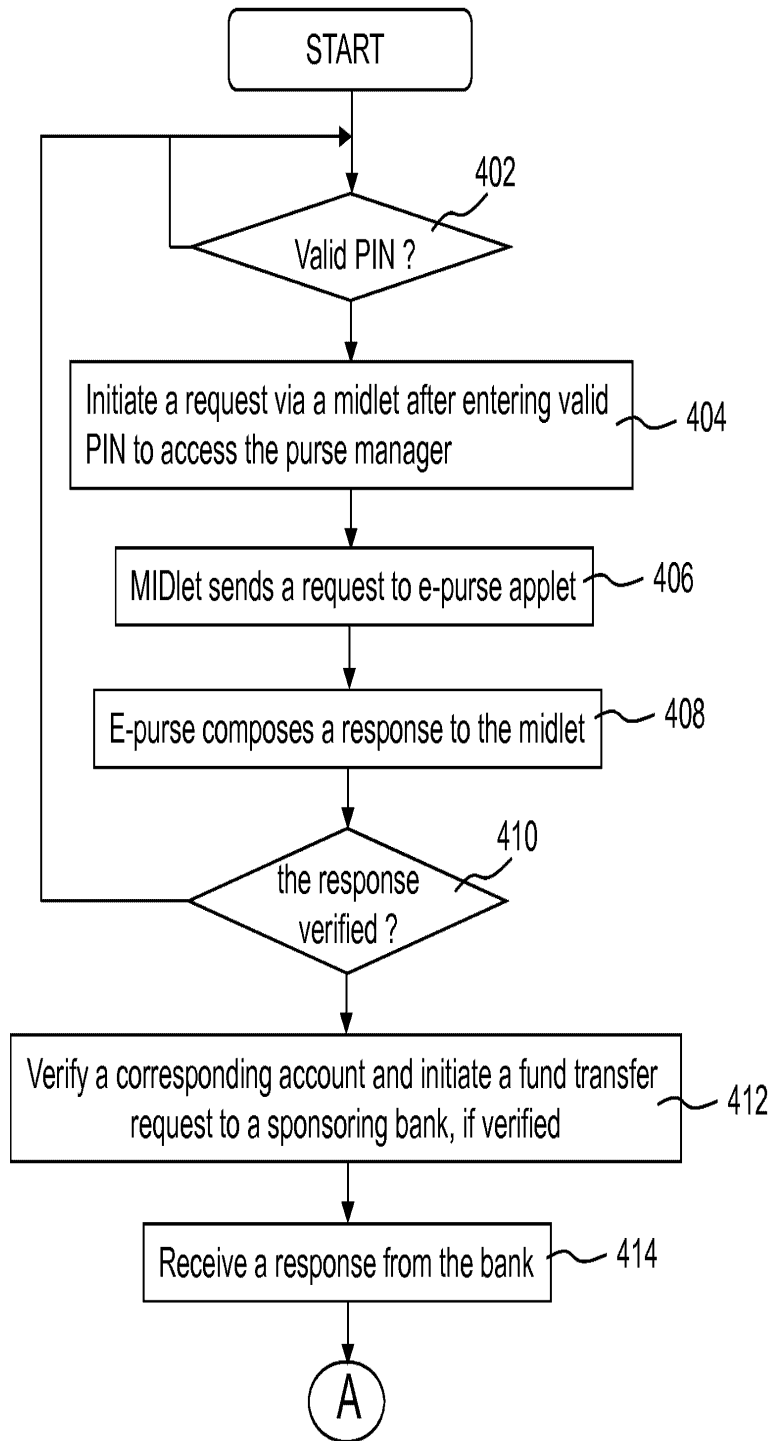 START
402
Valid PIN ?
Initiate a request via a midlet after entering valid
PIN to access the purse manager
404
MIDlet sends a request to e-purse applet
406
E-purse composes a response to the midlet
408
410
the response
verified ?
Verify a corresponding account and initiate a fund transfer
request to a sponsoring bank, if verified
412
Receive a response from the bank
414
A